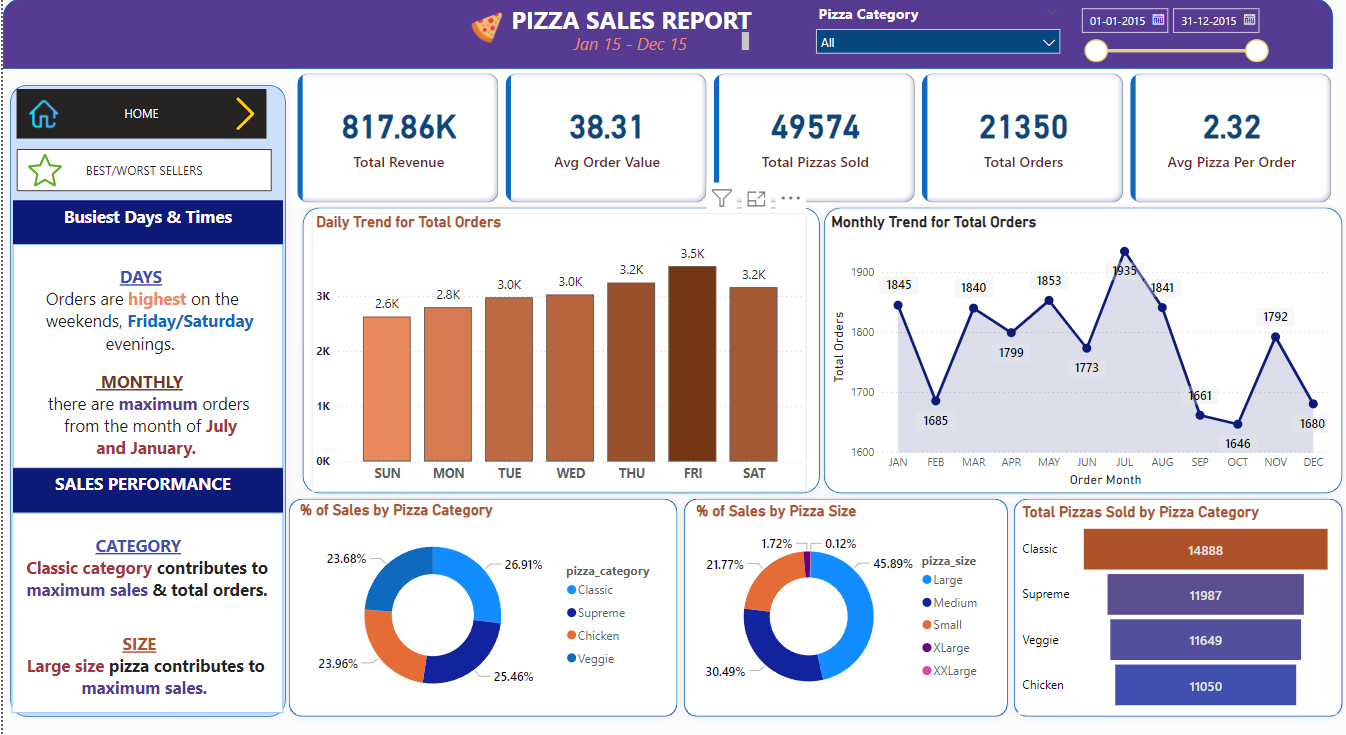 PIZZA SALES REPORT
Jan 15 - Dec 15
Pizza Category
All
01-01-2015
31-12-2015
HOME
BEST/WORST SELLERS
Busiest Days & Times
DAYS
Orders are highest on the
weekends, Friday/Saturday
evenings.
MONTHLY
there are maximum orders
from the month of July
and January.
SALES PERFORMANCE
CATEGORY
Classic category contributes to
maximum sales & total orders.
SIZE
Large size pizza contributes to
maximum sales.
817.86K
Total Revenue
38.31
Avg Order Value
49574
Total Pizzas Sold
21350
Total Orders
2.32
Avg Pizza Per Order
Daily Trend for Total Orders
3K
2K
1K
0K
2.6K
2.8K
3.0K
3.0K
3.2K
3.5K
3.2K
SUN MON TUE WED THU FRI SAT
Monthly Trend for Total Orders
Total Orders
1900
1800
1700
1600
1845
1685
1840
1799
1853
1773
1935
1841
1661
1646
1792
1680
JAN FEB MAR APR MAY JUN JUL AUG SEP OCT NOV DEC
Order Month
% of Sales by Pizza Category
26.91%
25.46%
23.96%
23.68%
pizza_category
Classic
Supreme
Chicken
Veggie
% of Sales by Pizza Size
45.89%
30.49%
21.77%
1.72%
0.12%
pizza_size
Large
Medium
Small
XLarge
XXLarge
Total Pizzas Sold by Pizza Category
Classic 14888
Supreme 11987
Veggie 11649
Chicken 11050